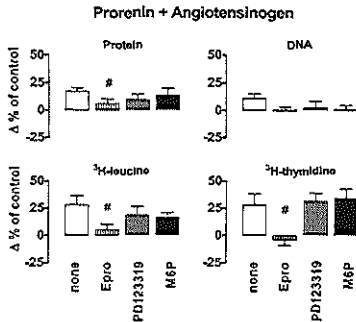 Prorenin + Angiotensinogen
Protein
DNA
Δ % of control
50
25
0
-25
#
50
25
0
-25
³H-leucine
³H-thymidine
Δ % of control
50
25
0
-25
#
50
25
0
-25
#
none
Epro
PD123319
M6P
none
Epro
PD123319
M6P